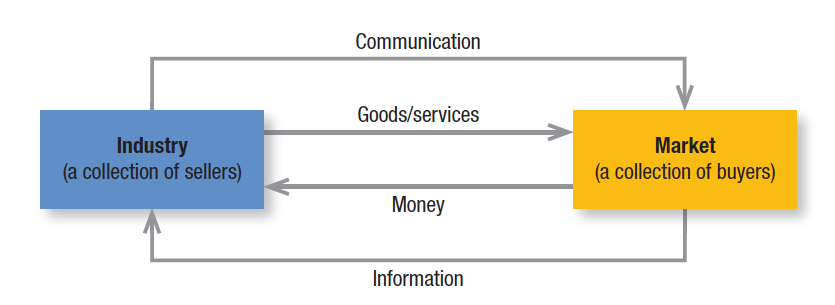 Communication
Goods/services
Industry
(a collection of sellers)
Market
(a collection of buyers)
Money
Information